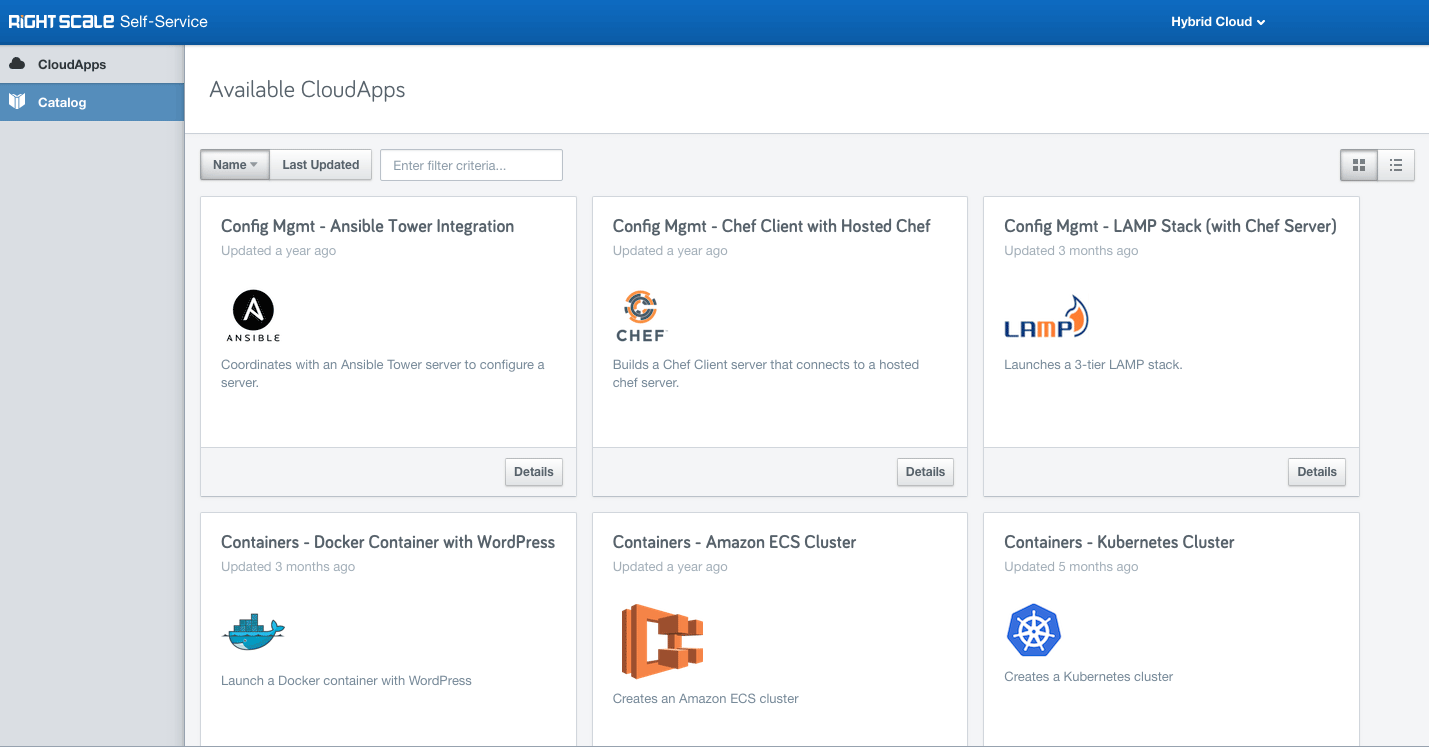 RIGHTSCALE Self-Service
Hybrid Cloud
CloudApps
Catalog
Available CloudApps
Name
Last Updated
Enter filter criteria...
Config Mgmt - Ansible Tower Integration
Updated a year ago
ANSIBLE
Coordinates with an Ansible Tower server to configure a
server.
Details
Config Mgmt - Chef Client with Hosted Chef
Updated a year ago
CHEF
Builds a Chef Client server that connects to a hosted
chef server.
Details
Config Mgmt - LAMP Stack (with Chef Server)
Updated 3 months ago
LAMP
Launches a 3-tier LAMP stack.
Details
Containers - Docker Container with WordPress
Updated 3 months ago
Launch a Docker container with WordPress
Containers - Amazon ECS Cluster
Updated a year ago
Creates an Amazon ECS cluster
Containers - Kubernetes Cluster
Updated 5 months ago
Creates a Kubernetes cluster